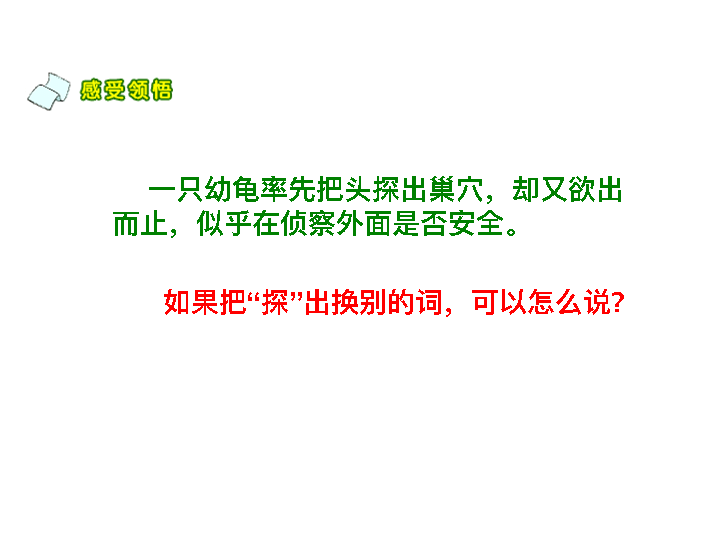 感受领悟
一只幼龟率先把头探出巢穴，却又欲出
而止，似乎在侦察外面是否安全。
如果把“探”出换别的词，可以怎么说?